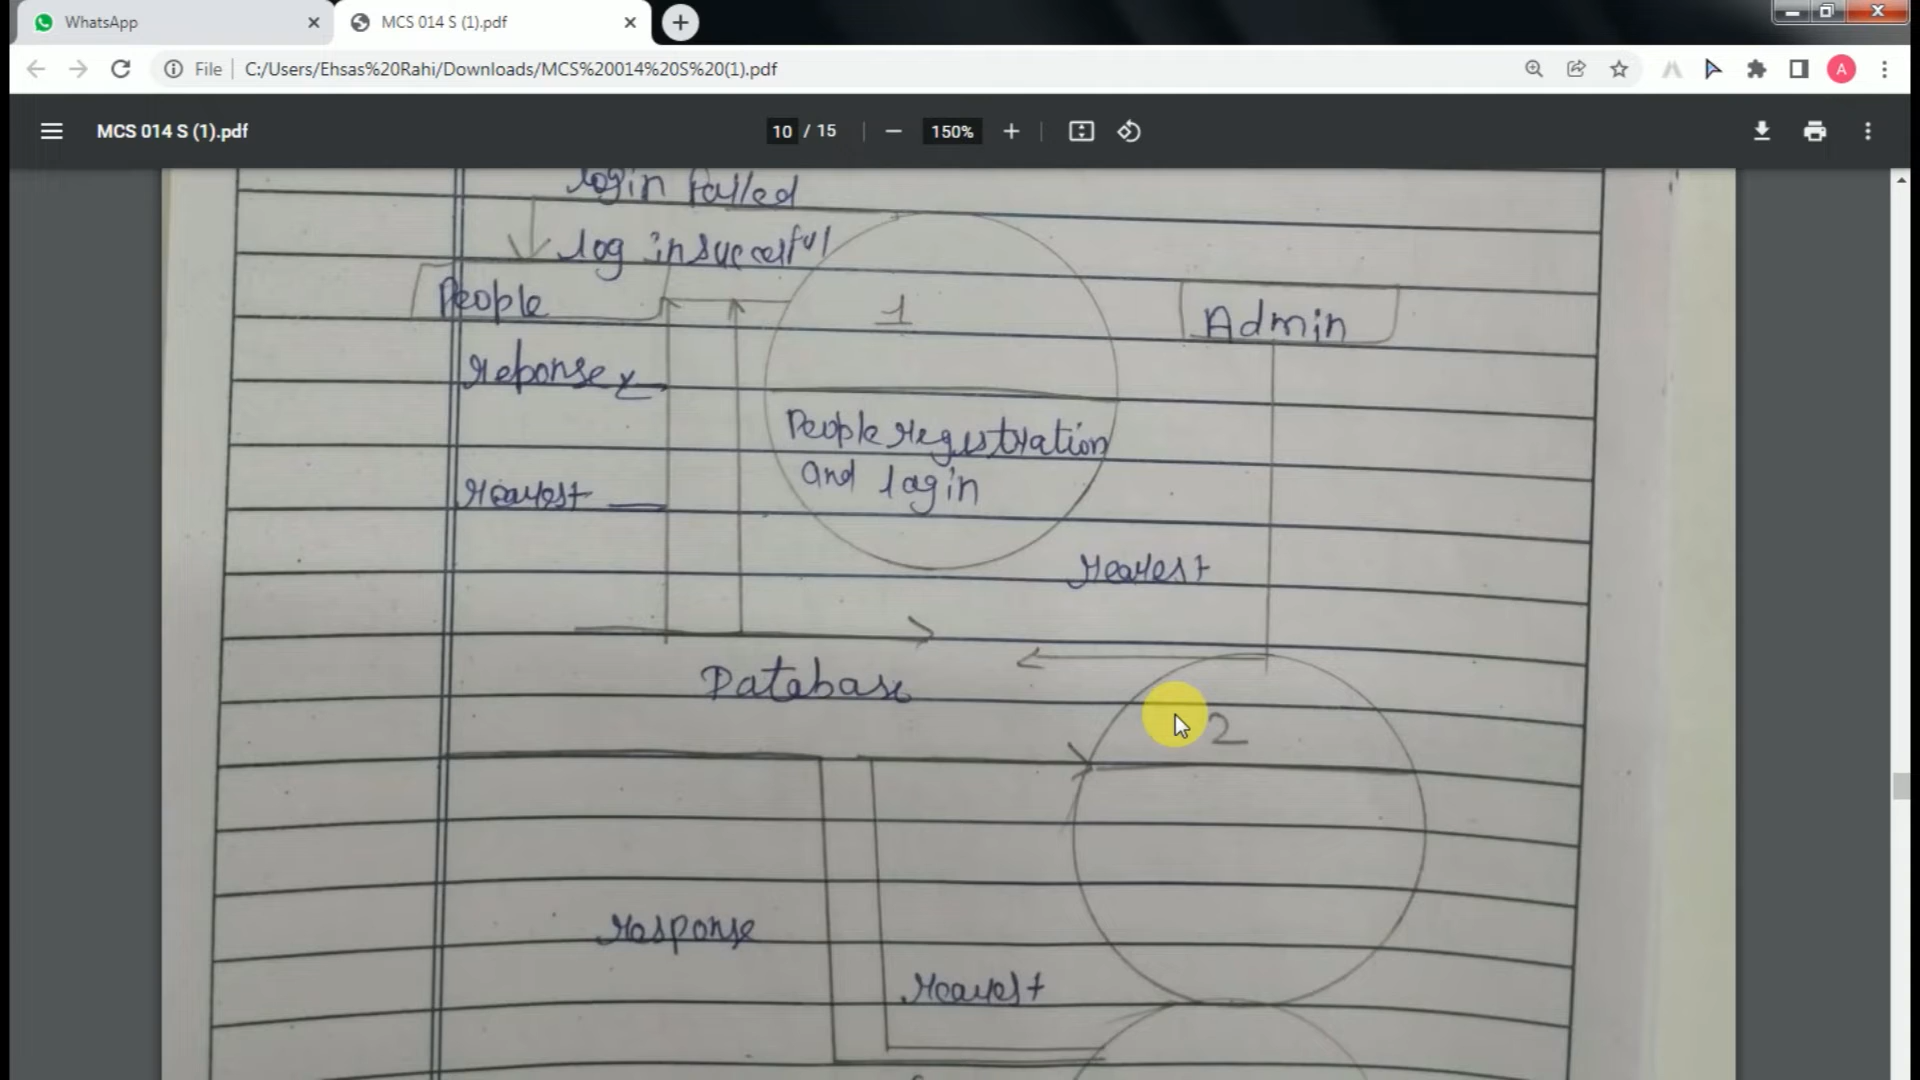 WhatsApp
MCS 014 S (1).pdf
File
C:/Users/Ehsas%20Rahi/Downloads/MCS%20014%20S%20(1).pdf
A
MCS 014 S (1).pdf
10 / 15
150%
login failed
log in succesful
People
1
Admin
Reponse
People registration
and login
Request
Request
Database
2
Response
Request